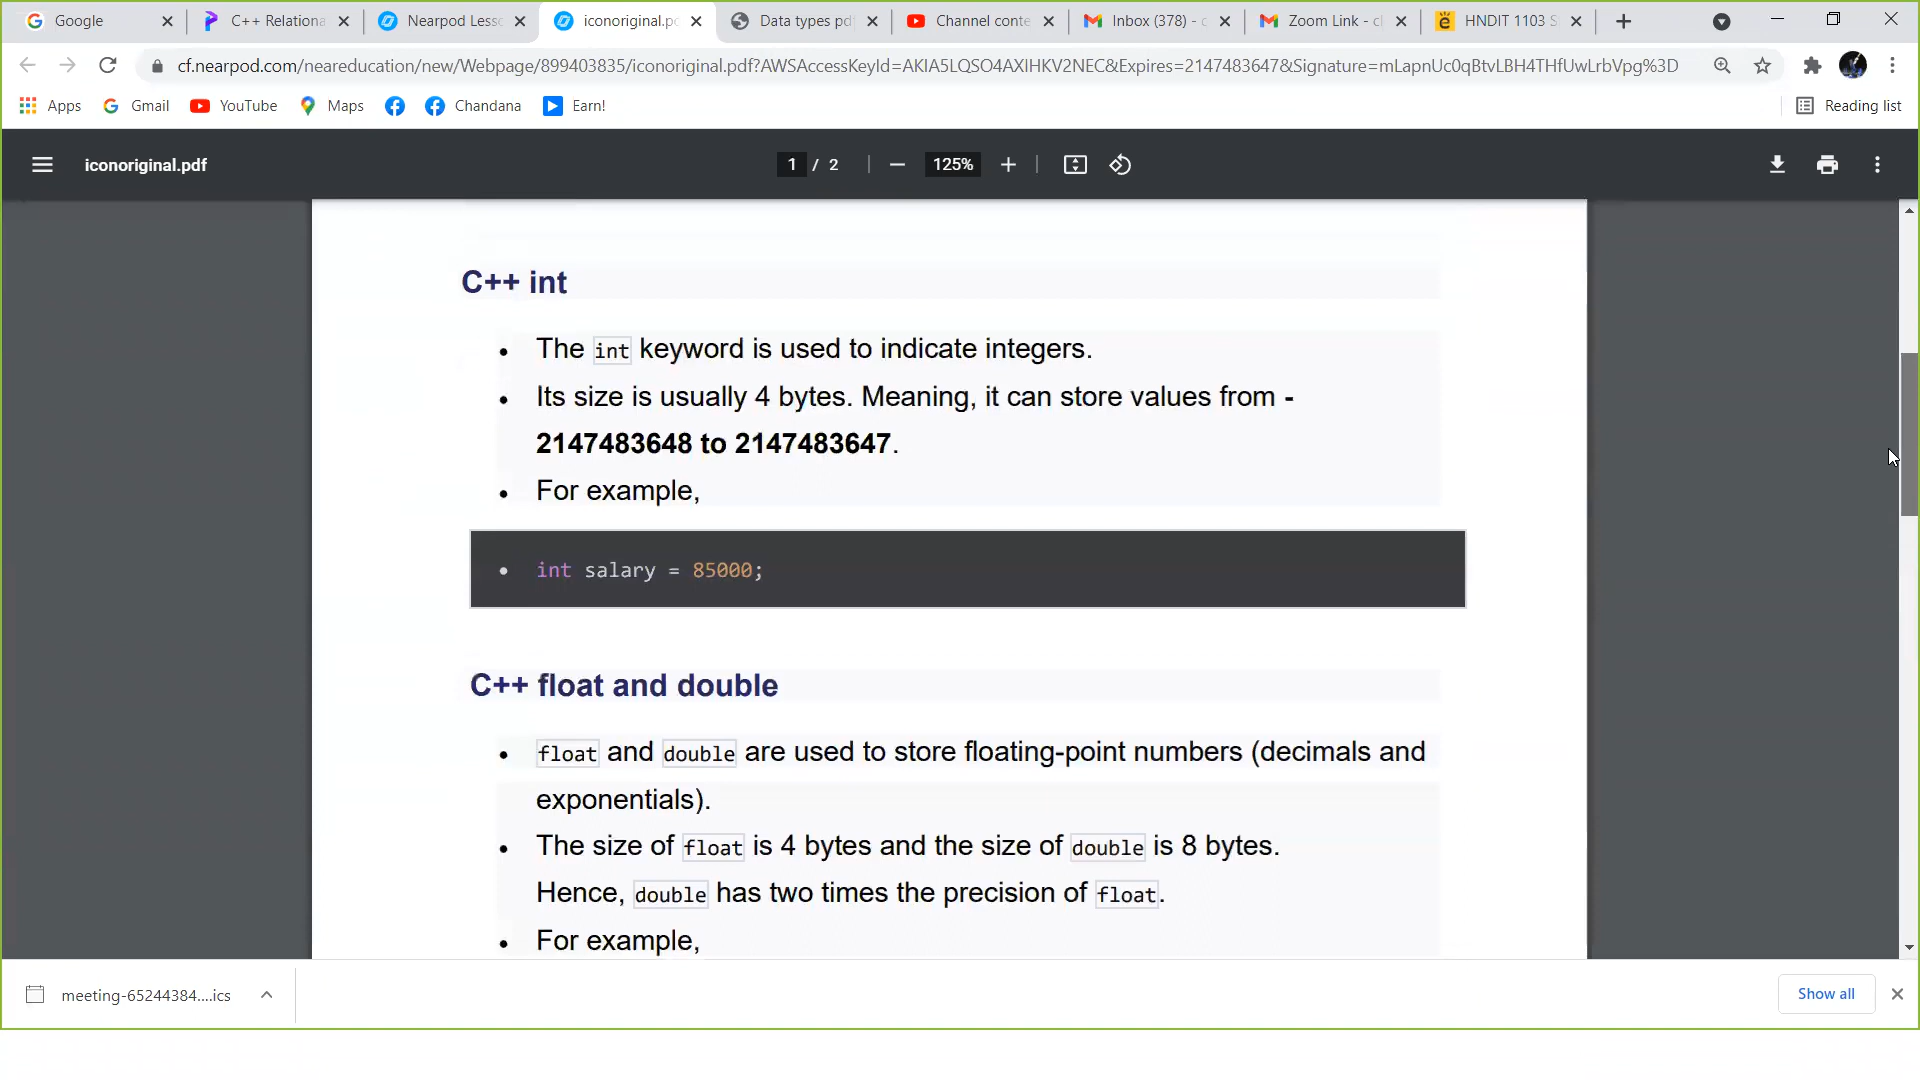 Google
C++ Relationa
Nearpod Less
iconoriginal.p
Data types pd
Channel conte
Inbox (378) - c
Zoom Link - cl
HNDIT 1103 S
cf.nearpod.com/neareducation/new/Webpage/899403835/iconoriginal.pdf?AWSAccessKeyId=AKIA5LQSO4AXIHKV2NEC&Expires=2147483647&Signature=mLapnUc0qBtvLBH4THfUwLrbVpg%3D
Apps Gmail YouTube Maps Chandana Earn! Reading list
iconoriginal.pdf 1 / 2 125%
C++ int
• The int keyword is used to indicate integers.
• Its size is usually 4 bytes. Meaning, it can store values from -
2147483648 to 2147483647.
• For example,
• int salary = 85000;
C++ float and double
• float and double are used to store floating-point numbers (decimals and
exponentials).
• The size of float is 4 bytes and the size of double is 8 bytes.
Hence, double has two times the precision of float.
• For example,
meeting-65244384....ics
Show all